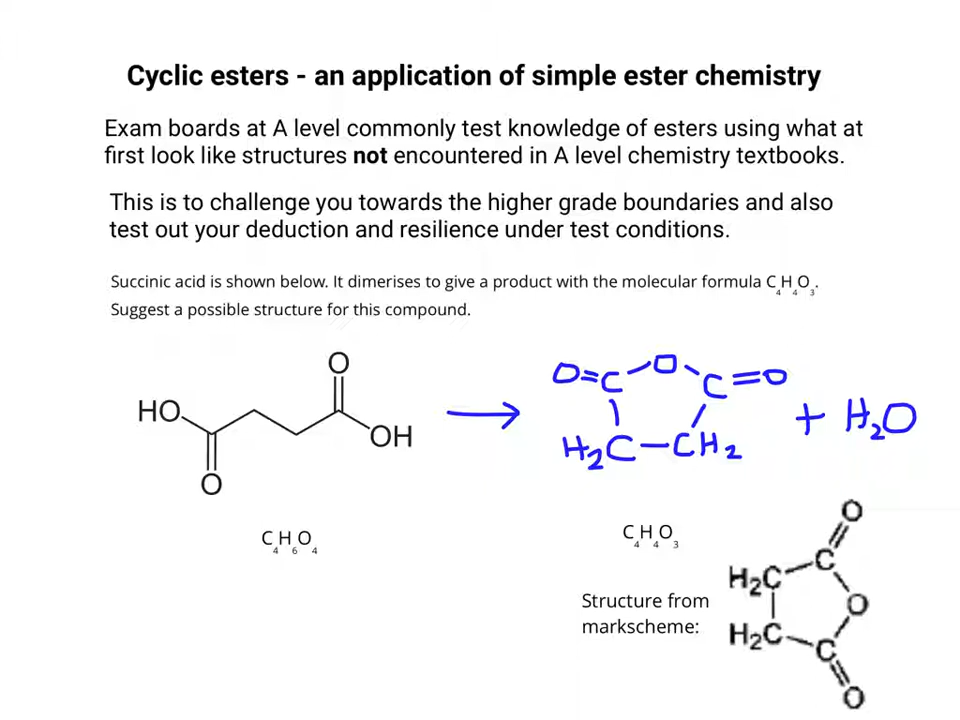 Cyclic esters - an application of simple ester chemistry
Exam boards at A level commonly test knowledge of esters using what at
first look like structures not encountered in A level chemistry textbooks.
This is to challenge you towards the higher grade boundaries and also
test out your deduction and resilience under test conditions.
Succinic acid is shown below. It dimerises to give a product with the molecular formula C₄H₄O₃.
Suggest a possible structure for this compound.
O
HO
OH
O
O=C O C=O
H₂C-CH₂
+ H₂O
C₄H₆O₄
C₄H₄O₃
Structure from
markscheme:
O
C
H₂C
O
H₂C
C
O